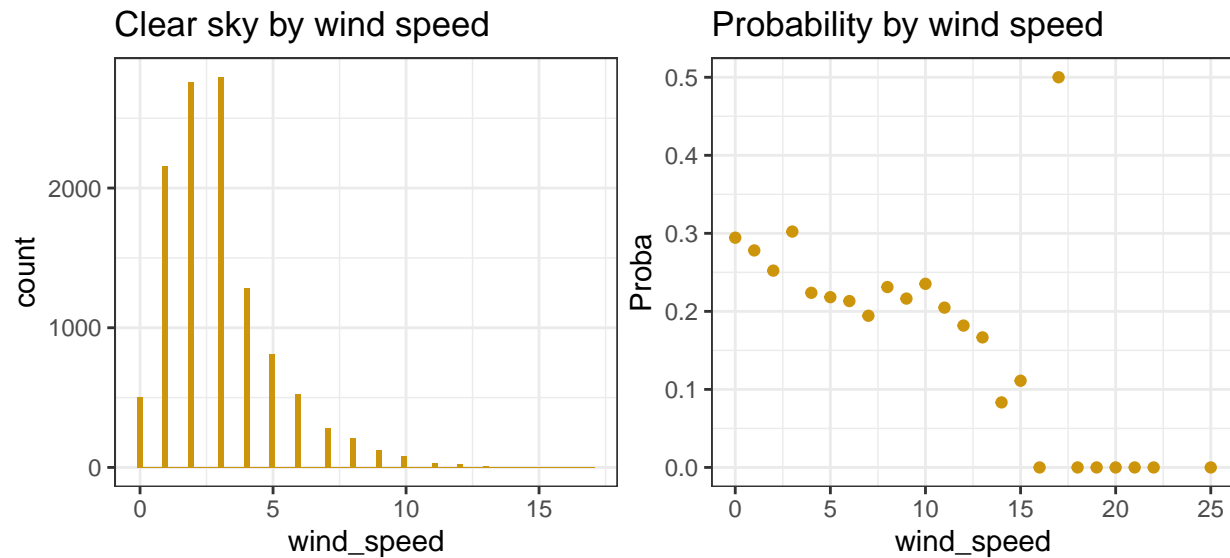 Clear sky by wind speed
2000
1000
0
count
0 5 10 15
wind_speed
Probability by wind speed
0.5
0.4
0.3
0.2
0.1
0.0
Proba
0 5 10 15 20 25
wind_speed